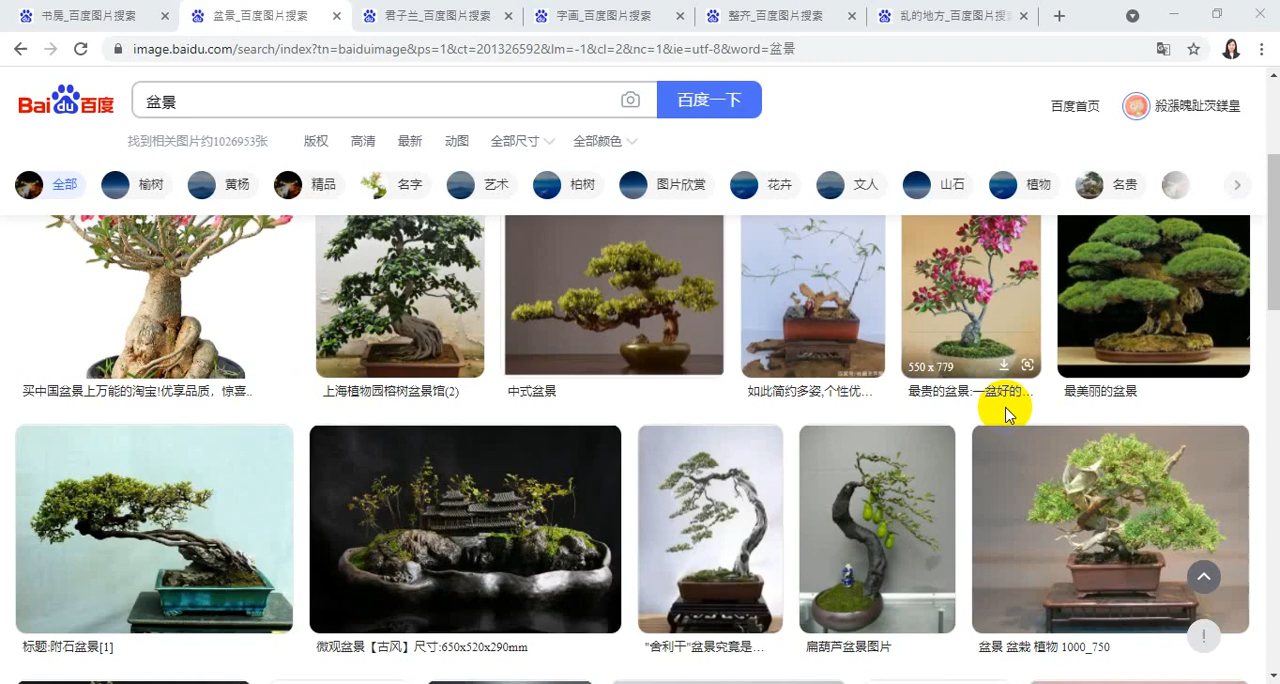 书房_百度图片搜索
盆景_百度图片搜索
君子兰_百度图片搜索
字画_百度图片搜索
整齐_百度图片搜索
乱的地方_百度图片搜
image.baidu.com/search/index?tn=baiduimage&ps=1&ct=201326592&lm=-1&cl=2&nc=1&ie=utf-8&word=盆景
Bai du 百度
盆景
百度一下
百度首页
找到相关图片约1026953张
版权
高清
最新
动图
全部尺寸
全部颜色
全部
榆树
黄杨
精品
名字
艺术
柏树
图片欣赏
花卉
文人
山石
植物
名贵
550 x 779
买中国盆景上万能的淘宝!优享品质，惊喜..
上海植物园榕树盆景馆(2)
中式盆景
如此简约多姿,个性优...
最贵的盆景:一盆好的...
最美丽的盆景
标题:附石盆景[1]
微观盆景【古风】尺寸:650x520x290mm
"舍利干"盆景究竟是...
扁葫芦盆景图片
盆景 盆栽 植物 1000_750